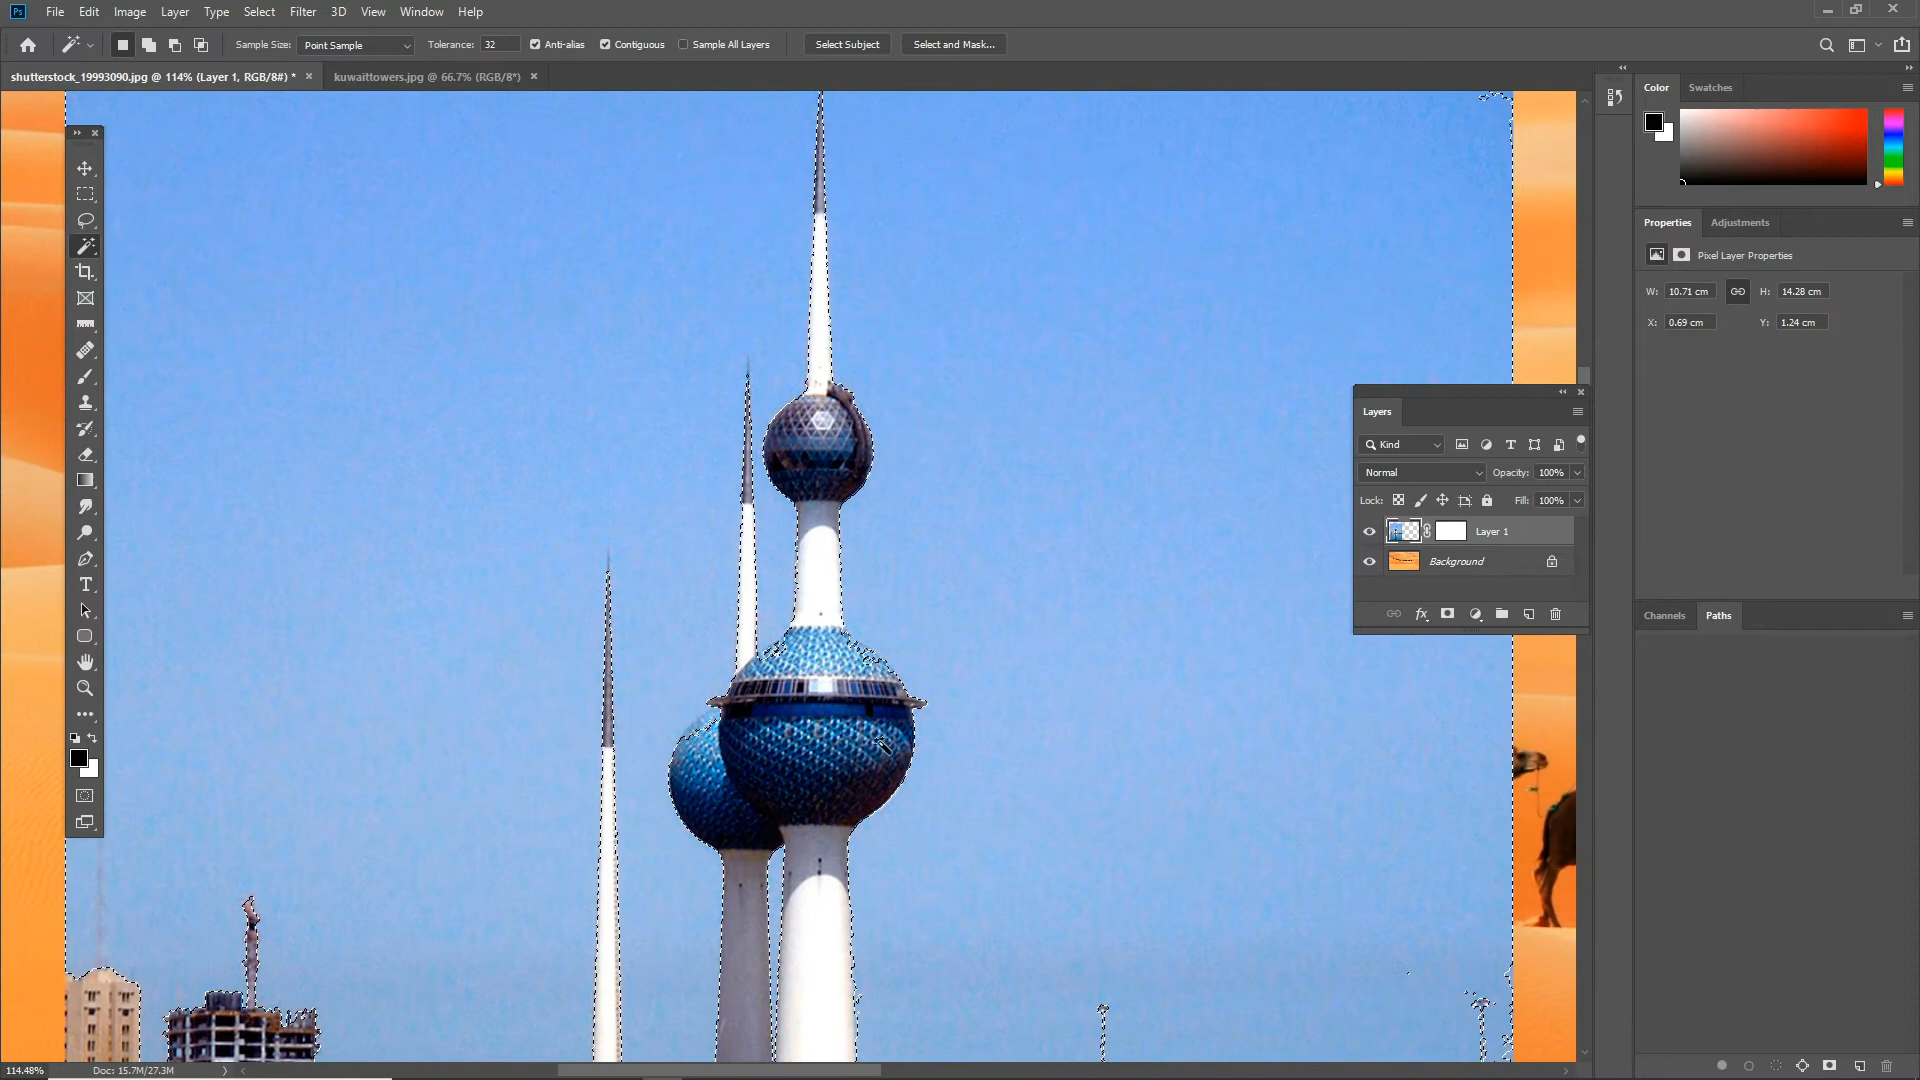 Ps File Edit Image Layer Type Select Filter 3D View Window Help
Sample Size: Point Sample Tolerance: 32 Anti-alias Contiguous Sample All Layers Select Subject Select and Mask...
shutterstock_19993090.jpg @ 114% (Layer 1, RGB/8#) * × kuwaittowers.jpg @ 66.7% (RGB/8*) ×
Color Swatches
Properties Adjustments
Pixel Layer Properties
W: 10.71 cm H: 14.28 cm
X: 0.69 cm Y: 1.24 cm
Layers
Kind
Normal Opacity: 100%
Lock: Fill: 100%
Layer 1
Background
fx
Channels Paths
114.48% Doc: 15.7M/27.3M